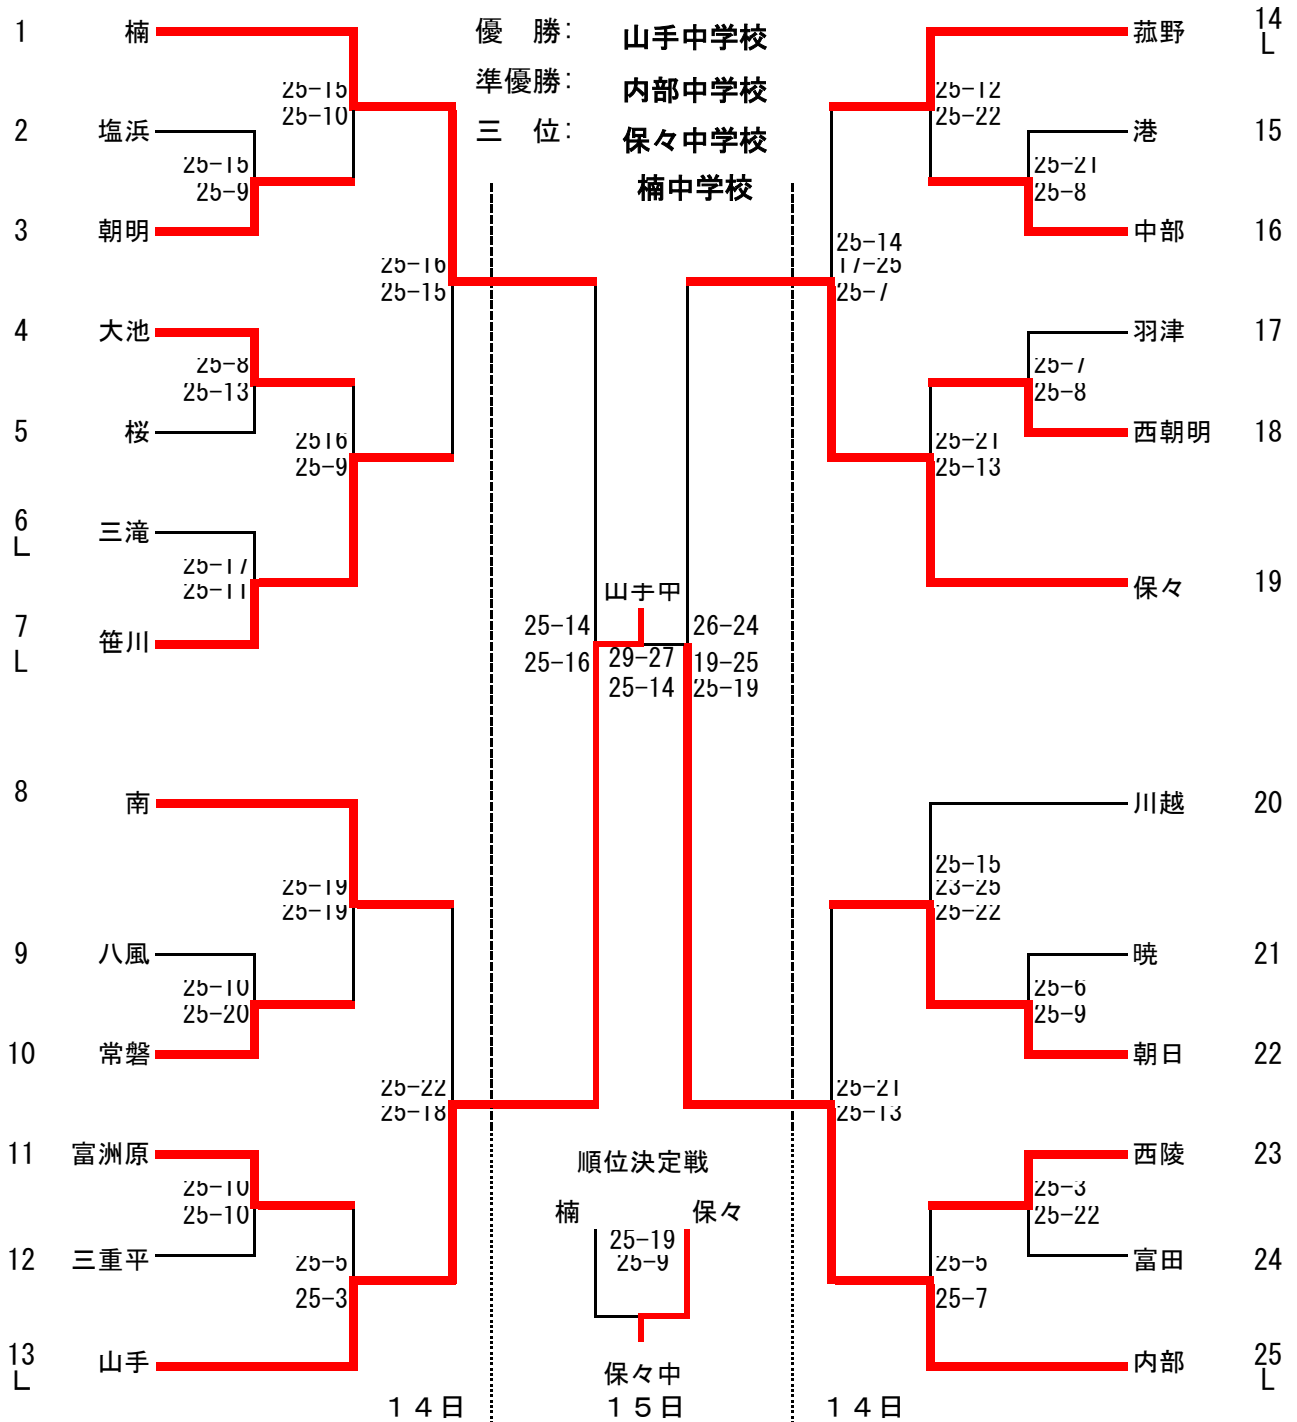 優　勝： 山手中学校
準優勝： 内部中学校
三　位： 保々中学校
楠中学校
1 楠
25-15
25-10
2 塩浜
25-15
25-9
3 朝明
25-16
25-15
4 大池
25-8
25-13
5 桜
2516
25-9
6 L 三滝
25-17
25-11
7 L 笹川
8 南
25-19
25-19
9 八風
25-10
25-20
10 常磐
25-22
25-18
11 富洲原
25-10
25-10
12 三重平
25-5
25-3
13 L 山手
山手中
25-14
25-16
29-27
25-14
26-24
19-25
25-19
順位決定戦
楠 保々
25-19
25-9
保々中
菰野 14 L
25-12
25-22
港 15
25-21
25-8
中部 16
25-14
17-25
25-7
羽津 17
25-7
25-8
西朝明 18
25-21
25-13
保々 19
川越 20
25-15
23-25
25-22
暁 21
25-6
25-9
朝日 22
25-21
25-13
西陵 23
25-3
25-22
富田 24
25-5
25-7
内部 25 L
１４日 １５日 １４日